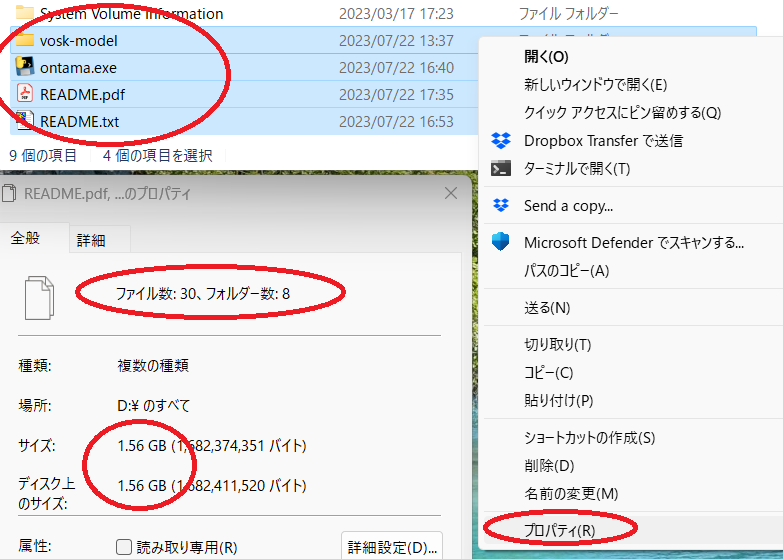 System Volume Information 2023/03/17 17:23 ファイル フォルダー
vosk-model 2023/07/22 13:37
ontama.exe 2023/07/22 16:40
README.pdf 2023/07/22 17:35
README.txt 2023/07/22 16:53
9 個の項目 4 個の項目を選択
README.pdf, ...のプロパティ
全般 詳細
ファイル数: 30、フォルダー数: 8
種類: 複数の種類
場所: D:¥ のすべて
サイズ: 1.56 GB (1,682,374,351 バイト)
ディスク上
のサイズ: 1.56 GB (1,682,411,520 バイト)
属性: 読み取り専用(R) 詳細設定(D)...
開く(O)
新しいウィンドウで開く(E)
クイック アクセスにピン留めする(Q)
Dropbox Transfer で送信
ターミナルで開く(T)
Send a copy...
Microsoft Defender でスキャンする...
パスのコピー(A)
送る(N)
切り取り(T)
コピー(C)
貼り付け(P)
ショートカットの作成(S)
削除(D)
名前の変更(M)
プロパティ(R)